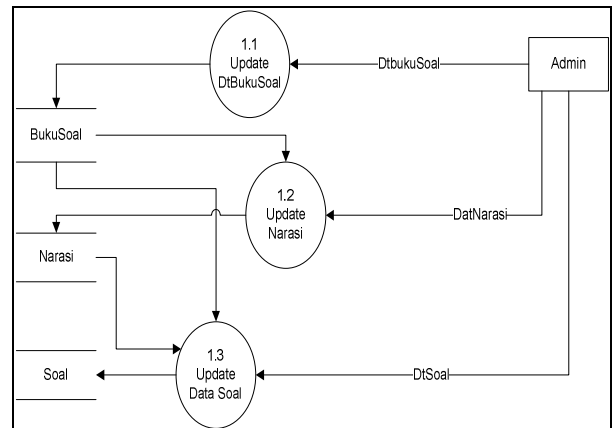 1.1
Update
DtBukuSoal
DtbukuSoal
Admin
BukuSoal
1.2
Update
Narasi
DatNarasi
Narasi
1.3
Update
Data Soal
Soal
DtSoal